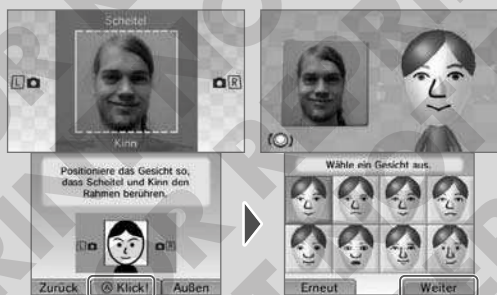 Scheitel
L
R
Kinn
Positioniere das Gesicht so,
dass Scheitel und Kinn den
Rahmen berühren.
L
R
Zurück
Ⓐ Klick!
Außen
Wähle ein Gesicht aus.
Erneut
Weiter